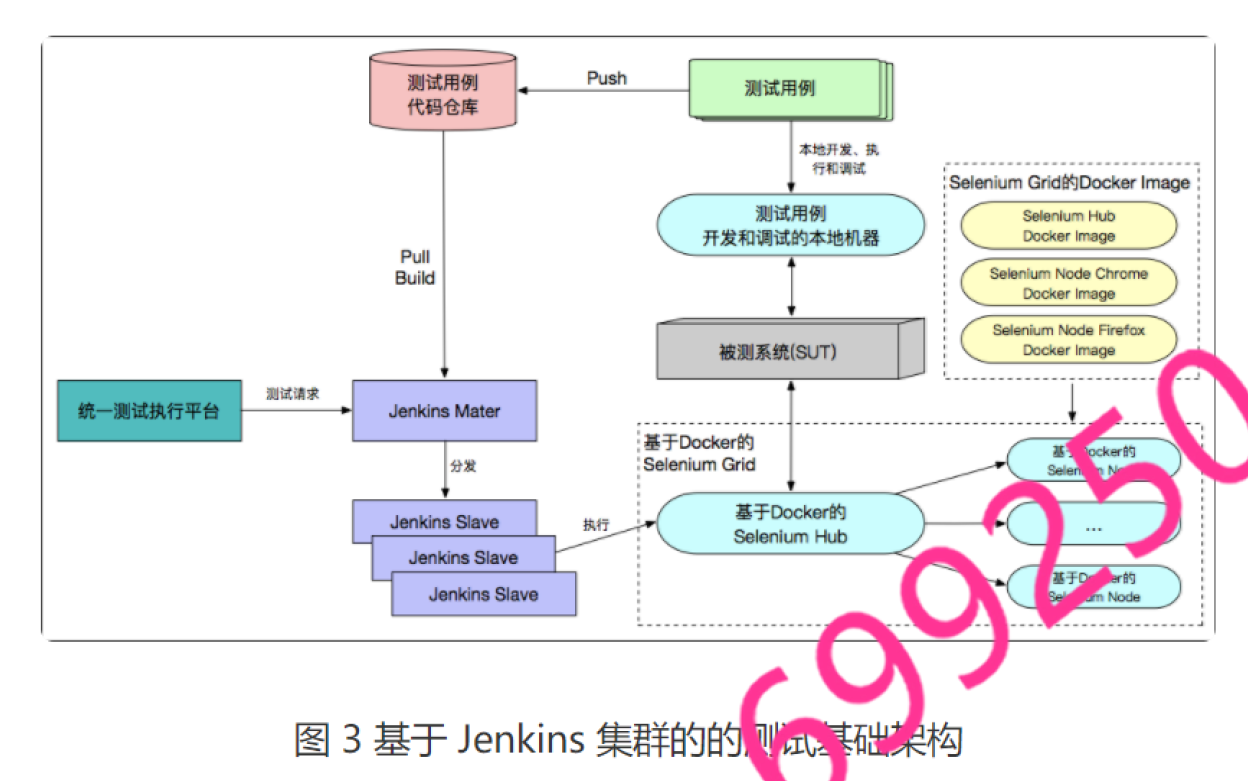 测试用例
代码仓库
Push
测试用例
本地开发、执
行和调试
Selenium Grid的Docker Image
Selenium Hub
Docker Image
测试用例
开发和调试的本地机器
Pull
Build
Selenium Node Chrome
Docker Image
Selenium Node Firefox
Docker Image
被测系统(SUT)
统一测试执行平台
测试请求
Jenkins Mater
基于Docker的
Selenium Grid
分发
基于Docker的
Selenium Node
Jenkins Slave
Jenkins Slave
Jenkins Slave
执行
基于Docker的
Selenium Hub
...
基于Docker的
Selenium Node
699250
图 3 基于 Jenkins 集群的的测试基础架构